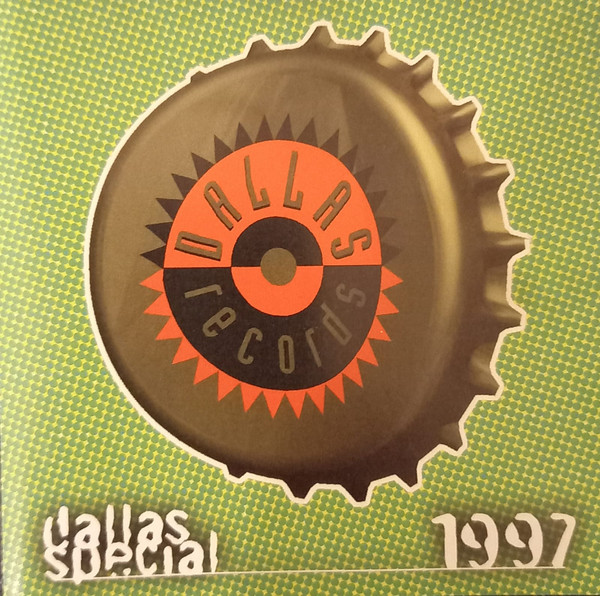 DALLAS
records
dallas
special
1997